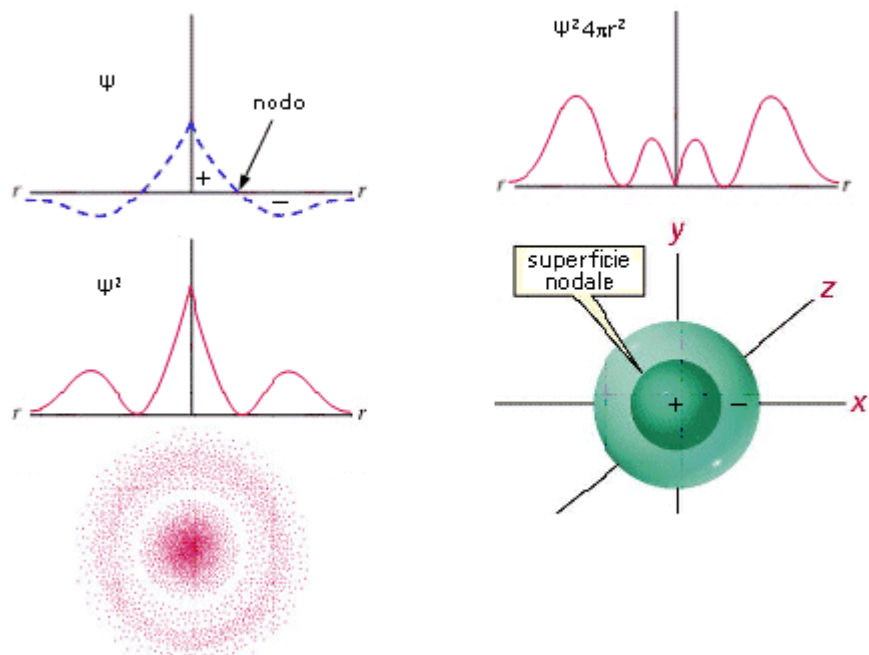 Ψ
nodo
+
−
r
r
Ψ²
r
r
Ψ²4πr²
r
r
superficie
nodale
y
z
x
+
−